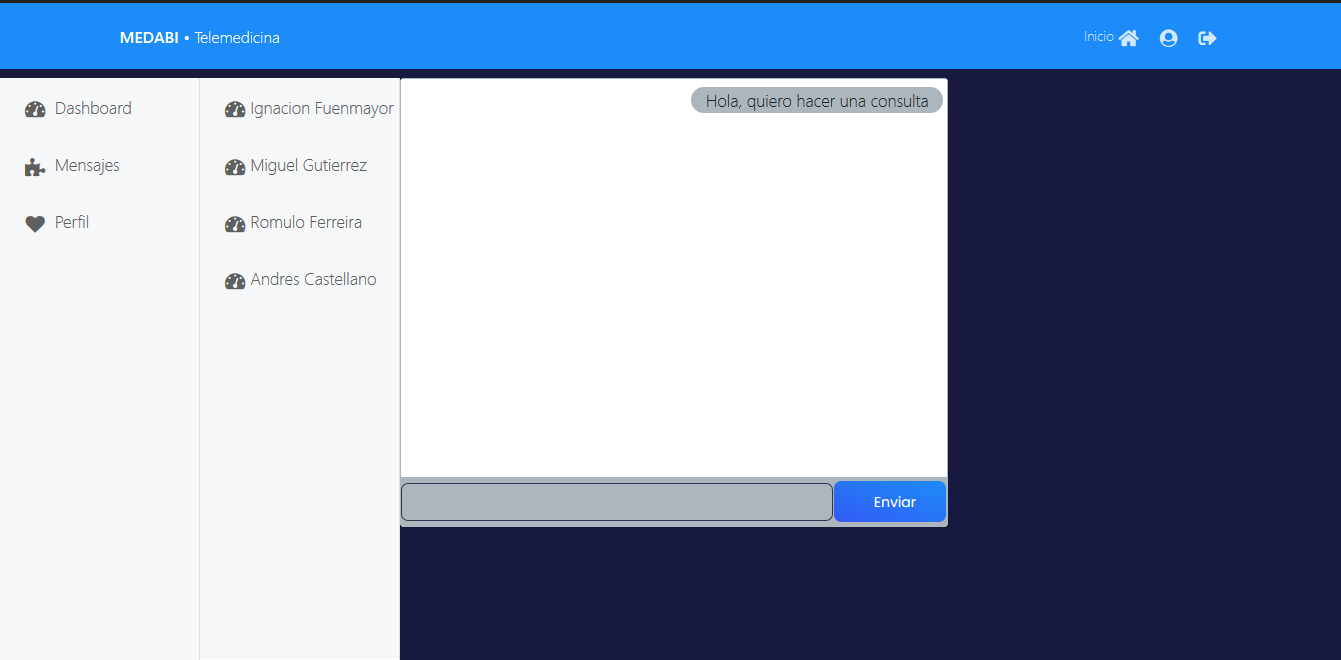 MEDABI • Telemedicina
Inicio
Dashboard
Mensajes
Perfil
Ignacion Fuenmayor
Miguel Gutierrez
Romulo Ferreira
Andres Castellano
Hola, quiero hacer una consulta
Enviar